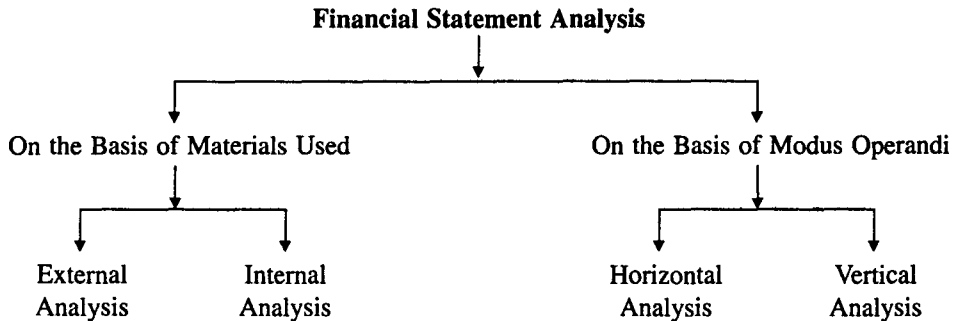 Financial Statement Analysis
On the Basis of Materials Used
On the Basis of Modus Operandi
External
Analysis
Internal
Analysis
Horizontal
Analysis
Vertical
Analysis